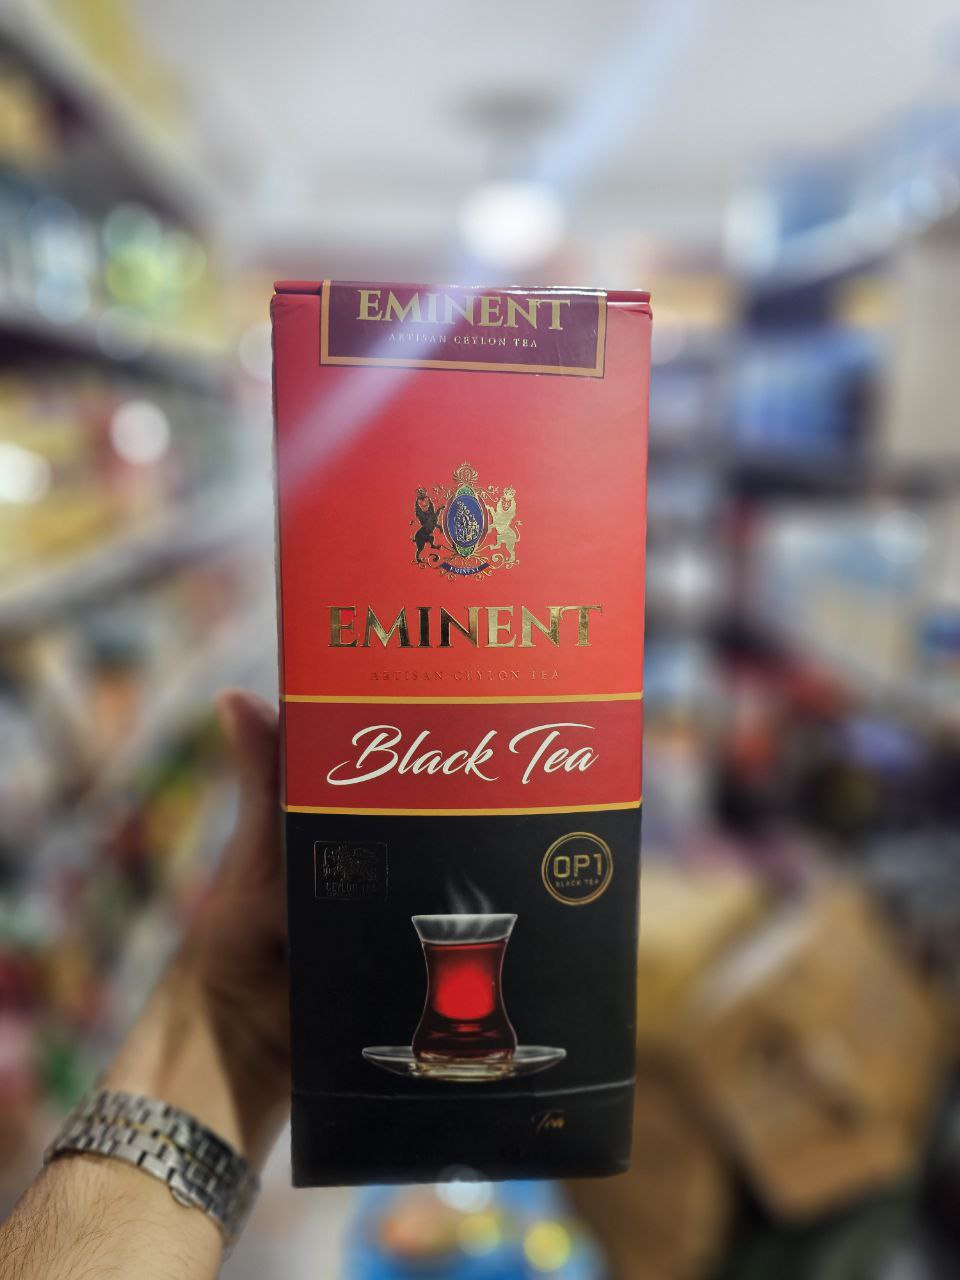 EMINENT
ARTISAN CEYLON TEA
EMINENT
EMINENT
ARTISAN CEYLON TEA
Black Tea
CEYLON TEA
OP1
BLACK TEA
Tea